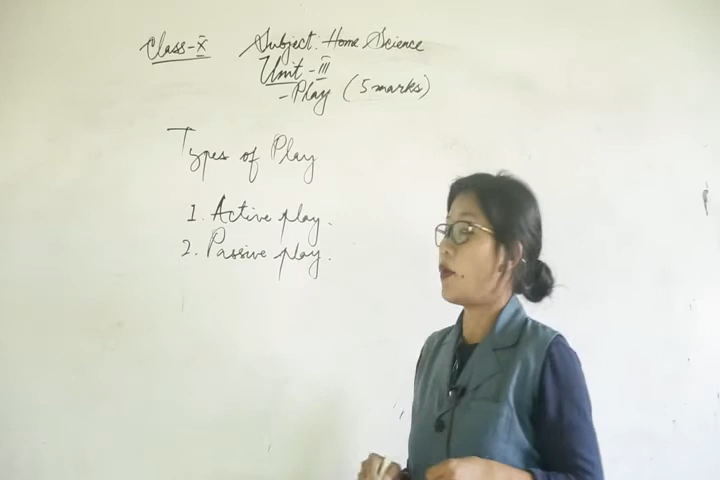 Class-X Subject: Home Science
Unit-III
-Play (5 marks)
Types of Play
1. Active play.
2. Passive play.